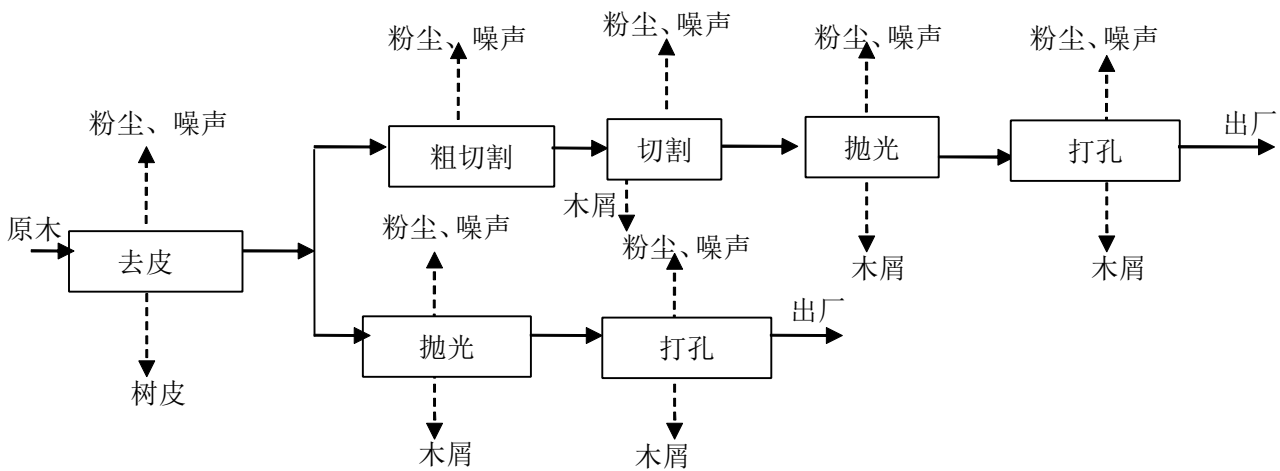 粉尘、噪声
粉尘、噪声
粉尘、噪声
粉尘、噪声
粉尘、噪声
出厂
粗切割
切割
抛光
打孔
木屑
原木
去皮
粉尘、噪声
粉尘、噪声
木屑
木屑
出厂
抛光
打孔
树皮
木屑
木屑